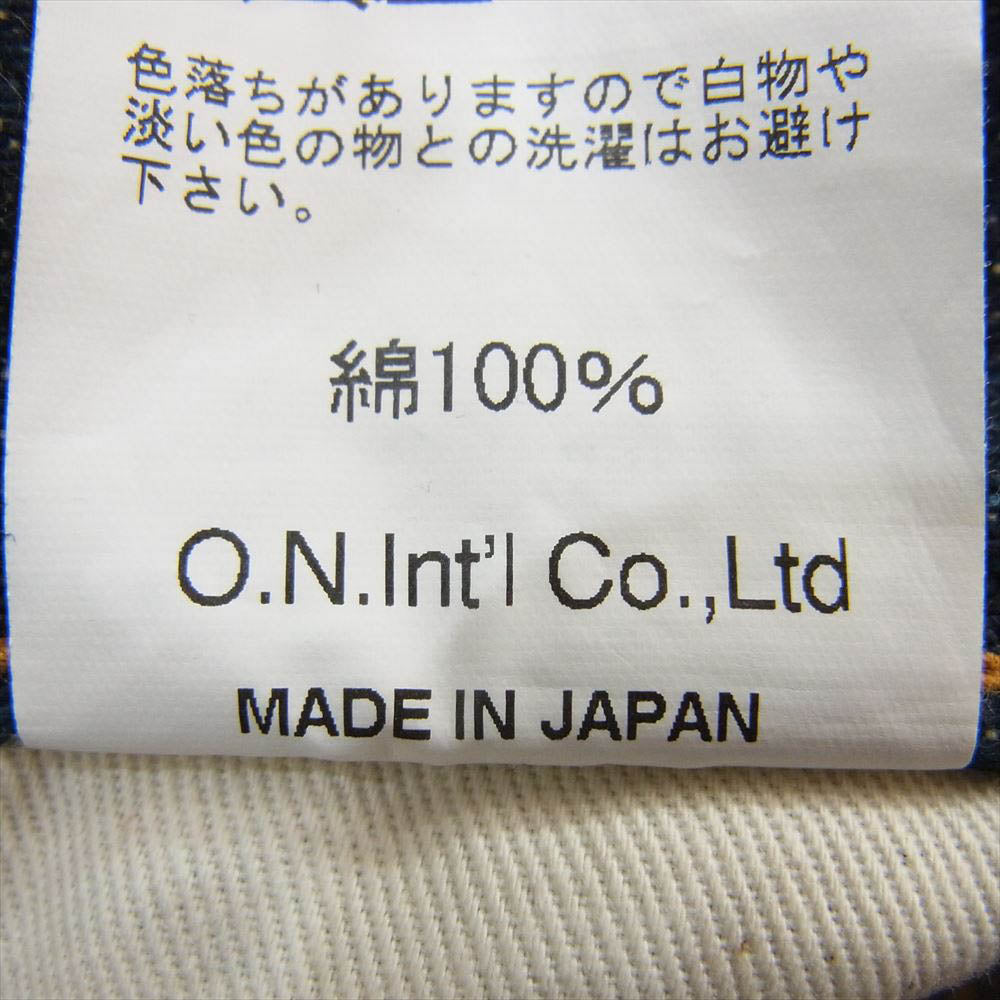 色落ちがありますので白物や
淡い色の物との洗濯はお避け
下さい。
綿100%
O.N.Int'l Co.,Ltd
MADE IN JAPAN